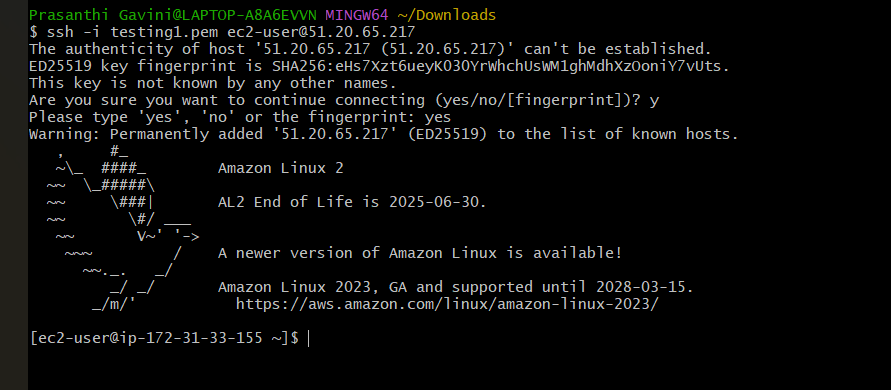 Prasanthi Gavini@LAPTOP-A8A6EVVN MINGW64 ~/Downloads
$ ssh -i testing1.pem ec2-user@51.20.65.217
The authenticity of host '51.20.65.217 (51.20.65.217)' can't be established.
ED25519 key fingerprint is SHA256:eHs7Xzt6ueyKO3OYrWhchUsWM1ghMdhXzOoniY7vUts.
This key is not known by any other names.
Are you sure you want to continue connecting (yes/no/[fingerprint])? y
Please type 'yes', 'no' or the fingerprint: yes
Warning: Permanently added '51.20.65.217' (ED25519) to the list of known hosts.
   ,     #_
   ~\_  ####_        Amazon Linux 2
  ~~  \_#####\
  ~~     \###|       AL2 End of Life is 2025-06-30.
  ~~       \#/ ___
   ~~       V~' '->
    ~~~         /    A newer version of Amazon Linux is available!
      ~~._.   _/
         _/ _/       Amazon Linux 2023, GA and supported until 2028-03-15.
       _/m/'           https://aws.amazon.com/linux/amazon-linux-2023/
[ec2-user@ip-172-31-33-155 ~]$